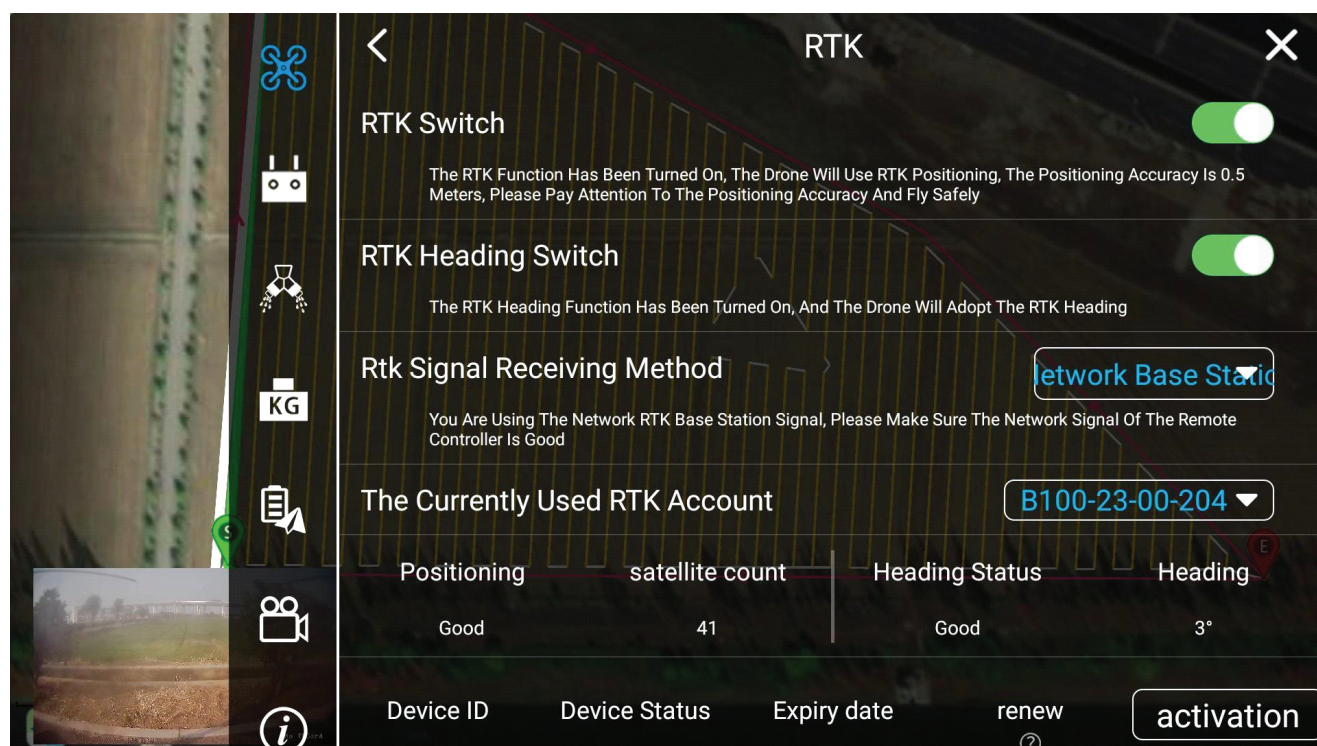 RTK
RTK Switch
The RTK Function Has Been Turned On, The Drone Will Use RTK Positioning, The Positioning Accuracy Is 0.5
Meters, Please Pay Attention To The Positioning Accuracy And Fly Safely
RTK Heading Switch
The RTK Heading Function Has Been Turned On, And The Drone Will Adopt The RTK Heading
Rtk Signal Receiving Method
etwork Base Static
You Are Using The Network RTK Base Station Signal, Please Make Sure The Network Signal Of The Remote
Controller Is Good
KG
The Currently Used RTK Account
B100-23-00-204
S
E
Positioning satellite count Heading Status Heading
Good 41 Good 3°
Device ID Device Status Expiry date renew activation
?